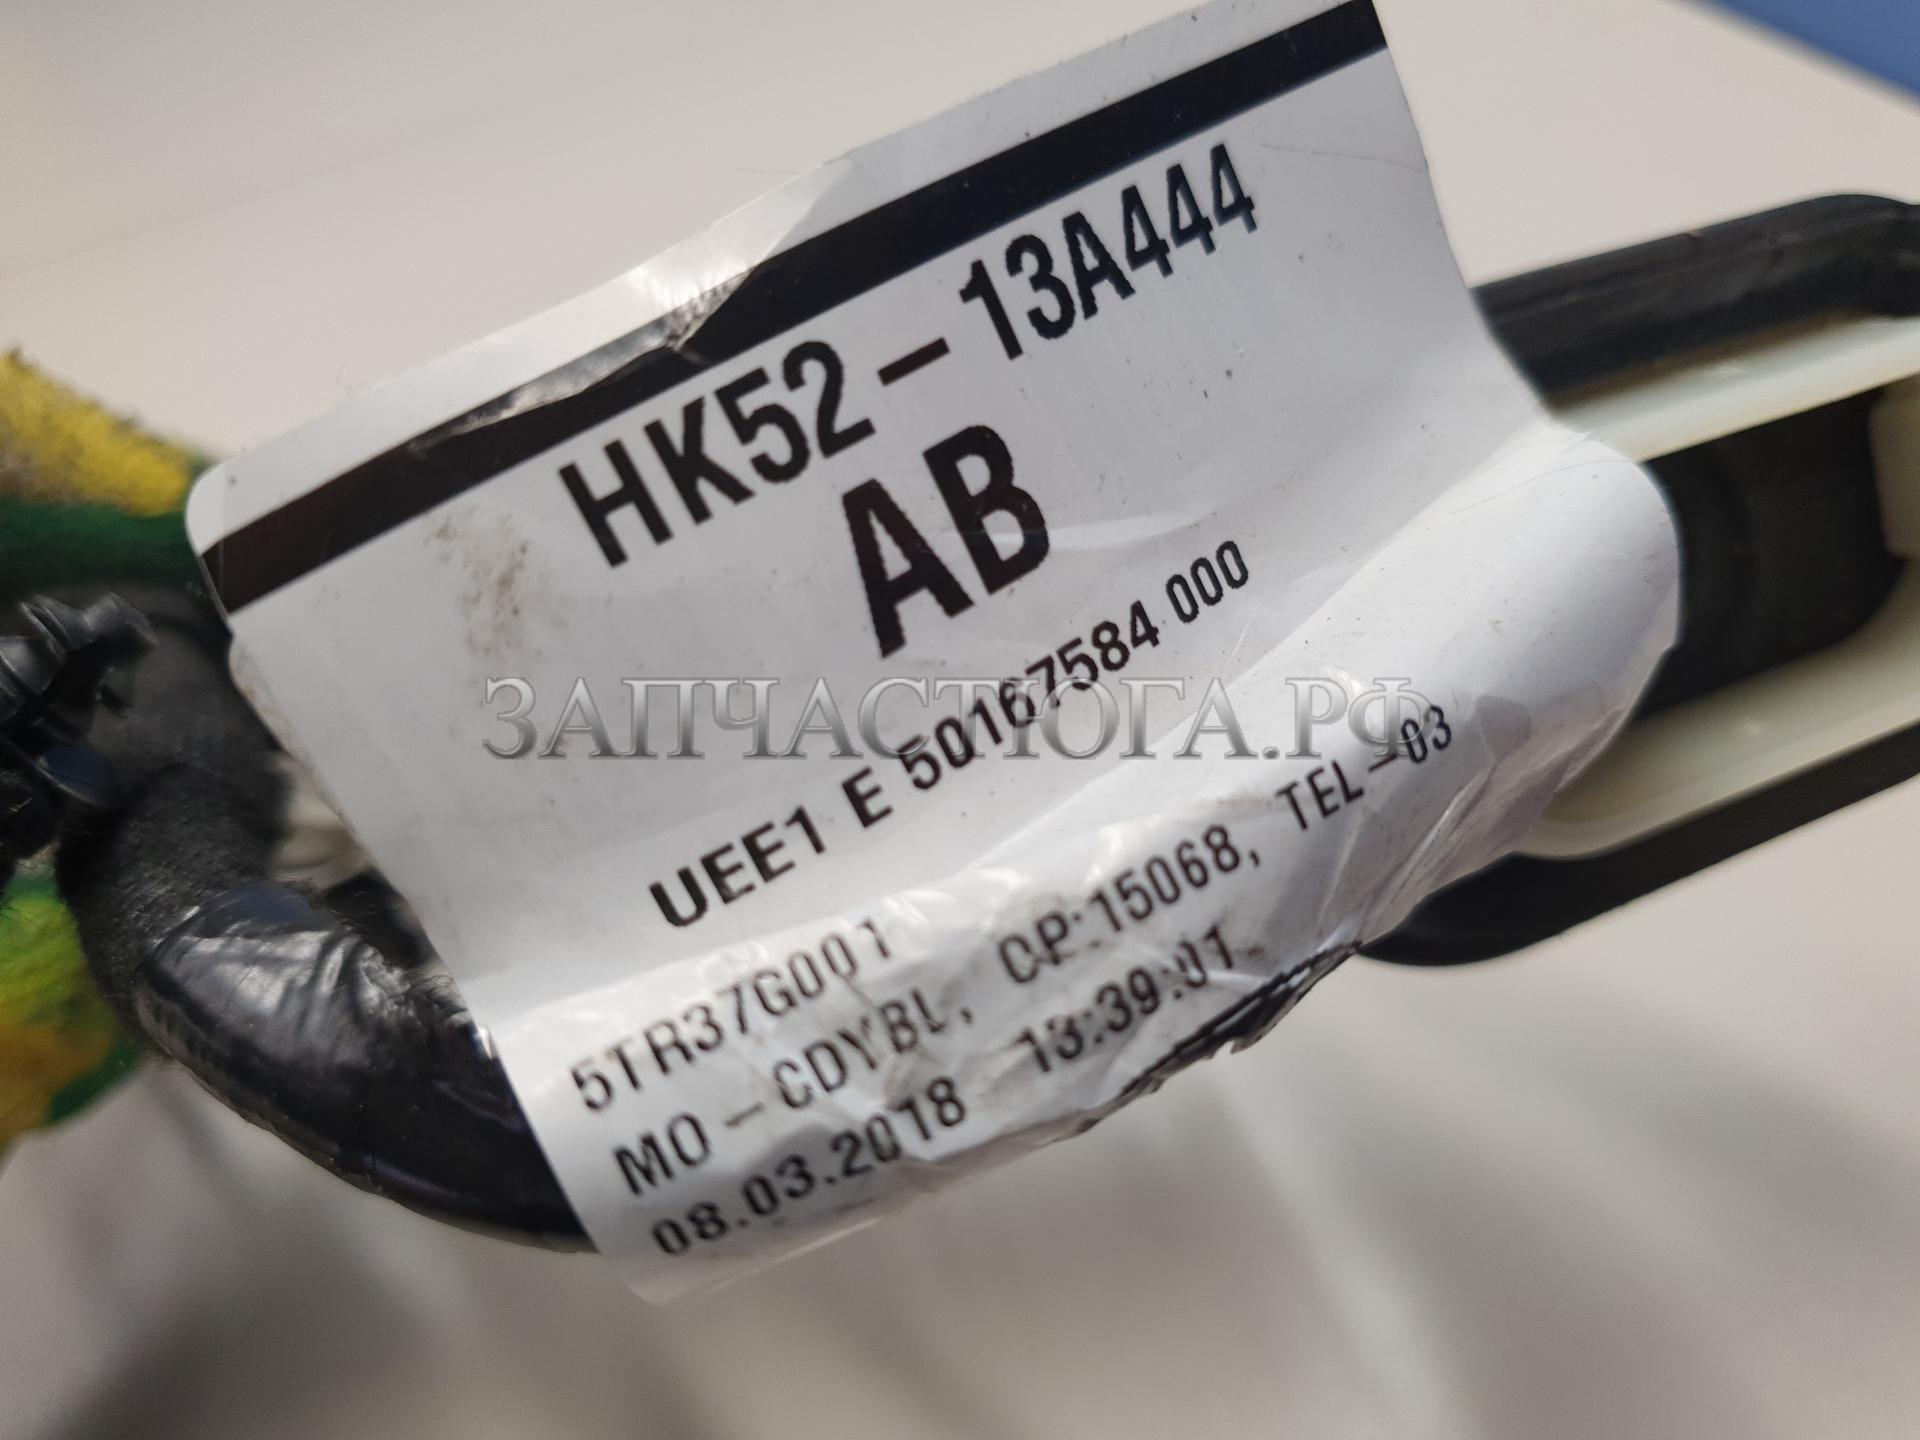 HK52-13A444
AB
UEE1 E 50167584 000
ЗАПЧАСТЮГА.РФ
5TR37G001
MO-CDYBL, OP:15068, TEL-03
08.03.2018 13:39:01